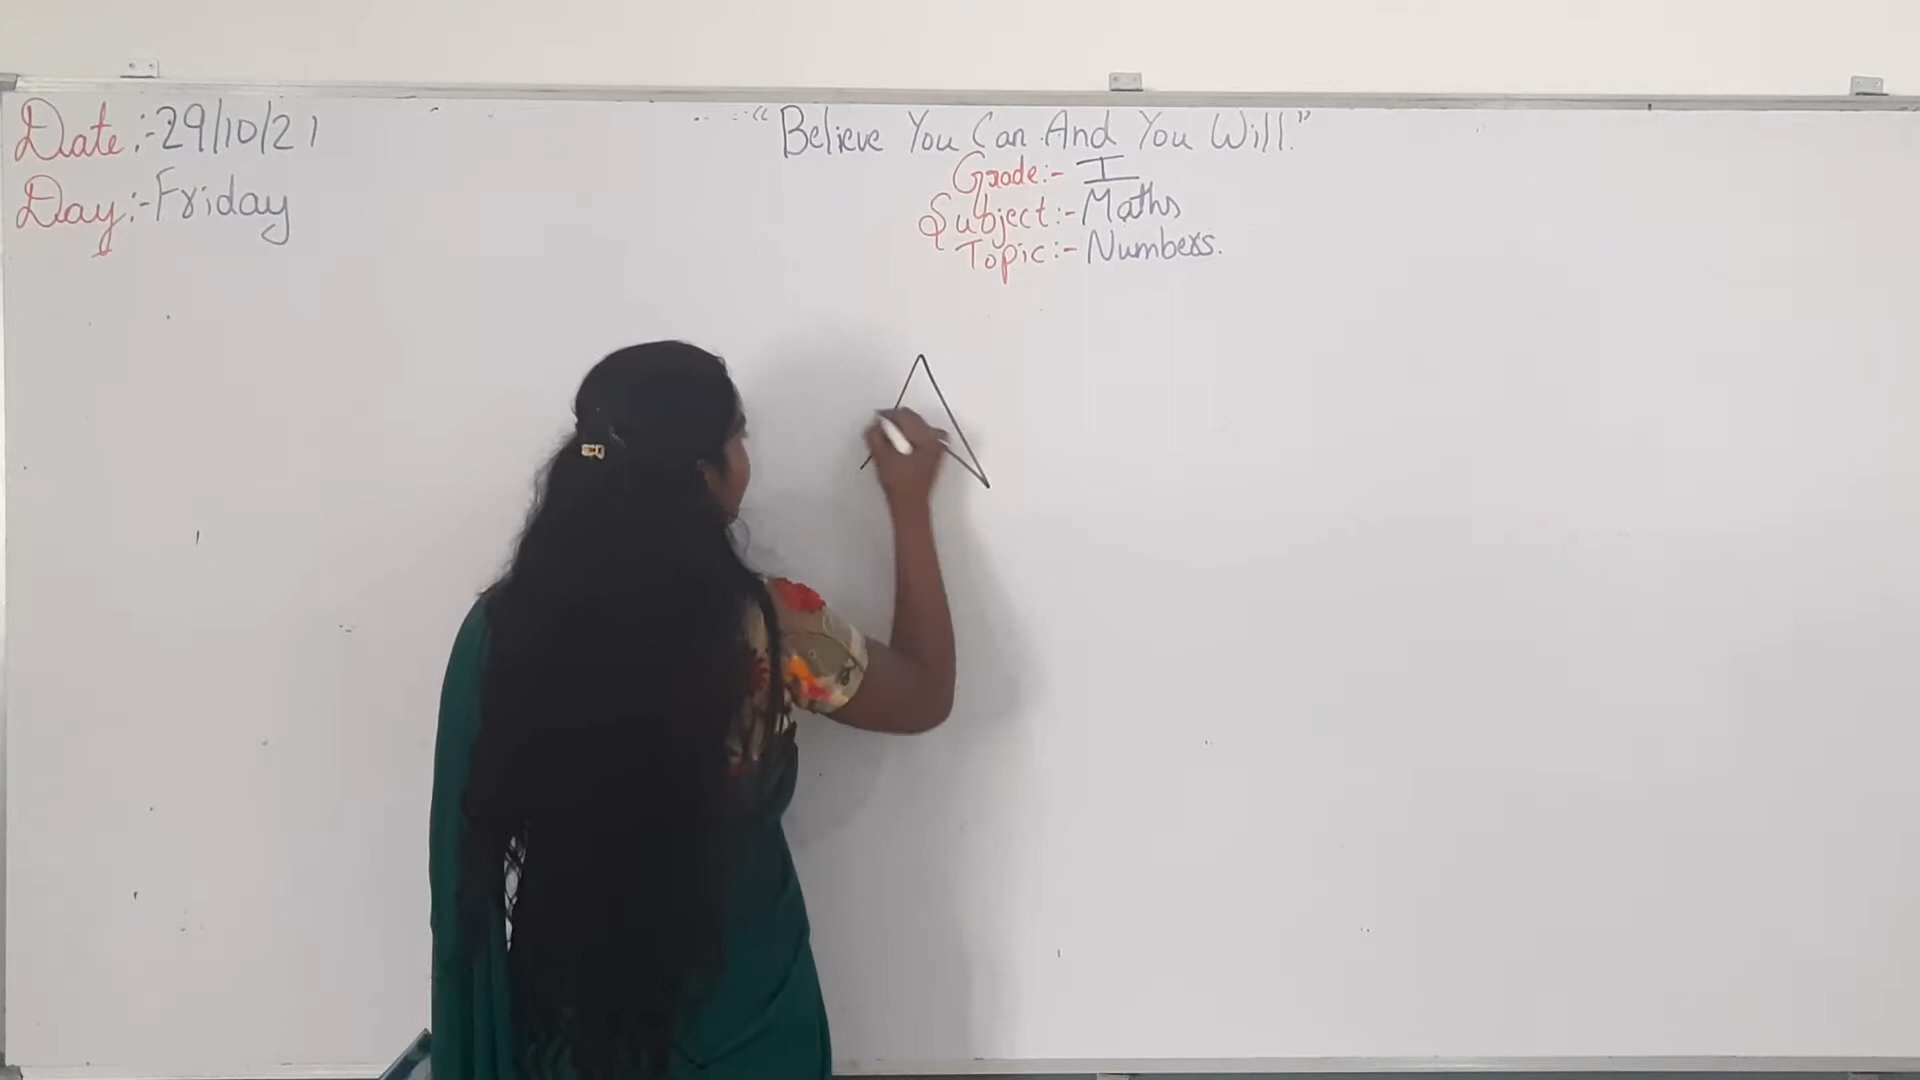 Date:-29/10/21
Day:-Friday
"Believe You Can And You Will."
Grade:- I
Subject:- Maths
Topic:- Numbers.